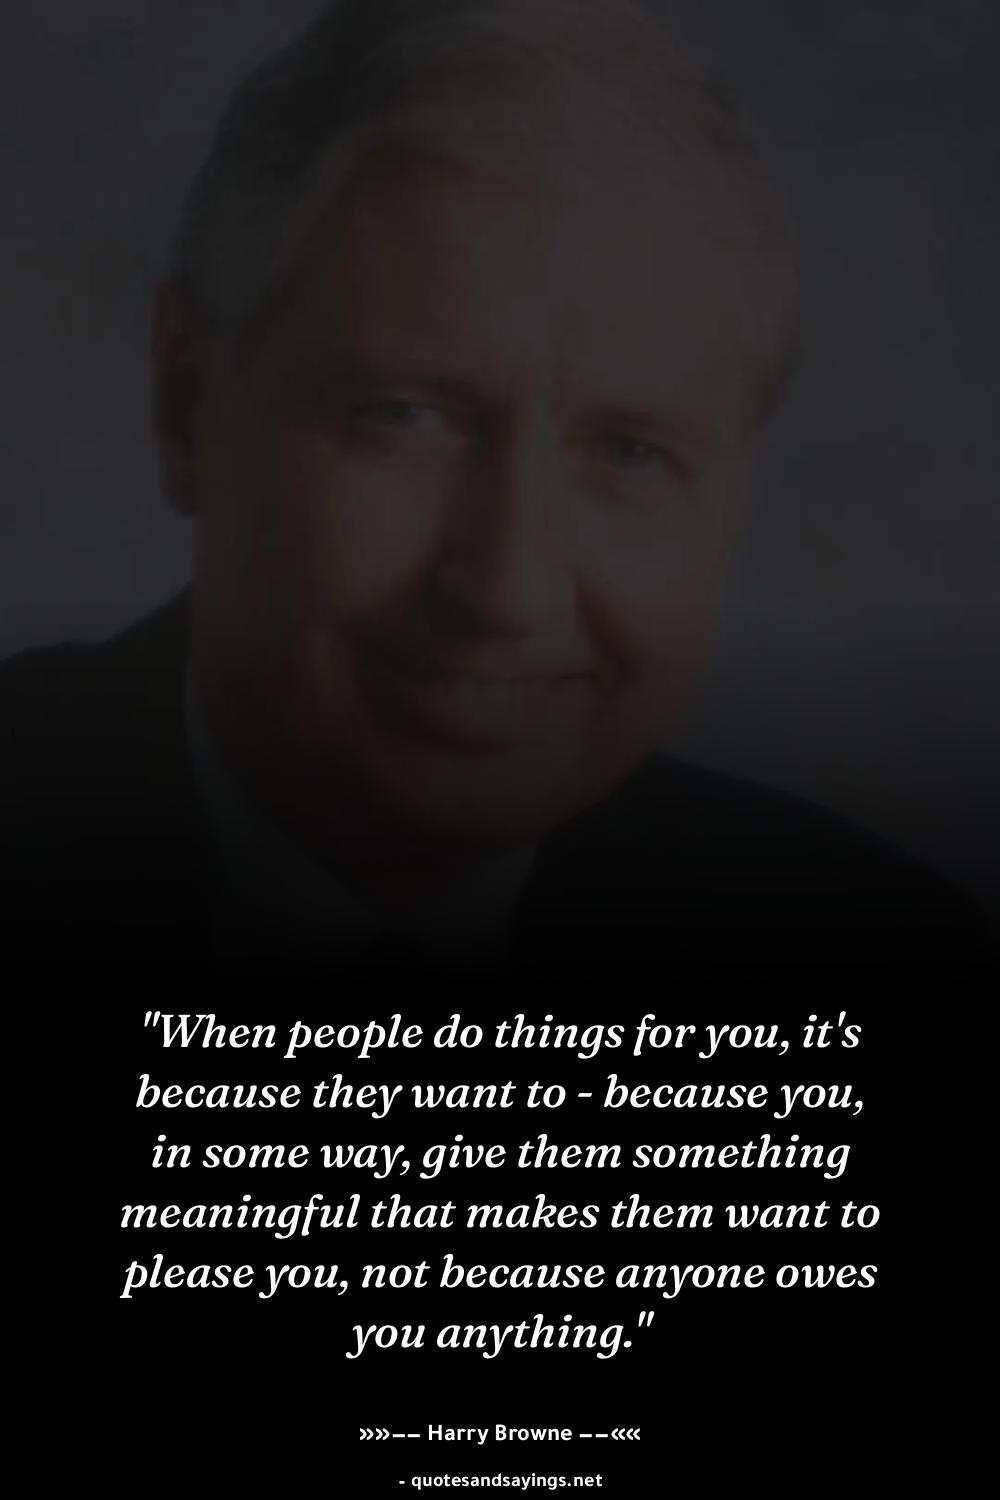 "When people do things for you, it's
because they want to - because you,
in some way, give them something
meaningful that makes them want to
please you, not because anyone owes
you anything."
»»−− Harry Browne −−««
- quotesandsayings.net